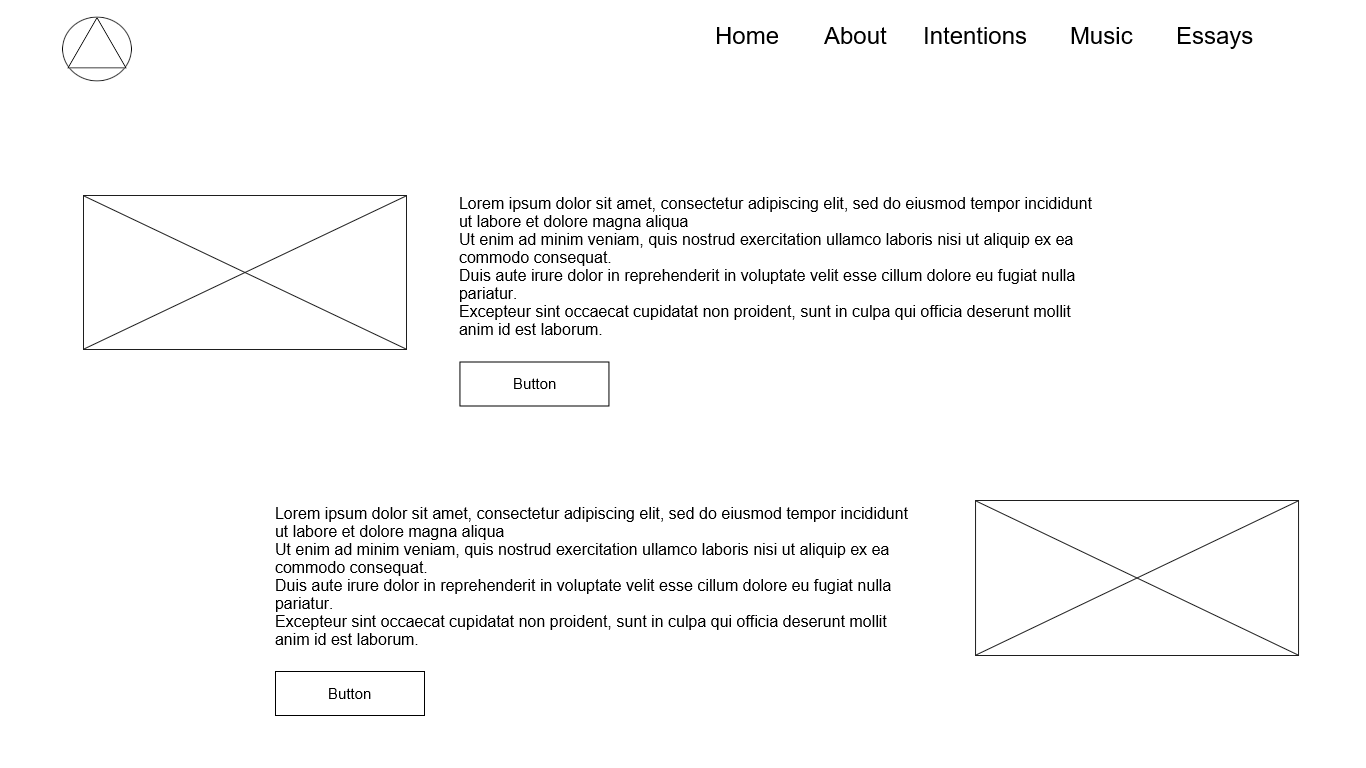 Home About Intentions Music Essays
Lorem ipsum dolor sit amet, consectetur adipiscing elit, sed do eiusmod tempor incididunt
ut labore et dolore magna aliqua
Ut enim ad minim veniam, quis nostrud exercitation ullamco laboris nisi ut aliquip ex ea
commodo consequat.
Duis aute irure dolor in reprehenderit in voluptate velit esse cillum dolore eu fugiat nulla
pariatur.
Excepteur sint occaecat cupidatat non proident, sunt in culpa qui officia deserunt mollit
anim id est laborum.
Button
Lorem ipsum dolor sit amet, consectetur adipiscing elit, sed do eiusmod tempor incididunt
ut labore et dolore magna aliqua
Ut enim ad minim veniam, quis nostrud exercitation ullamco laboris nisi ut aliquip ex ea
commodo consequat.
Duis aute irure dolor in reprehenderit in voluptate velit esse cillum dolore eu fugiat nulla
pariatur.
Excepteur sint occaecat cupidatat non proident, sunt in culpa qui officia deserunt mollit
anim id est laborum.
Button